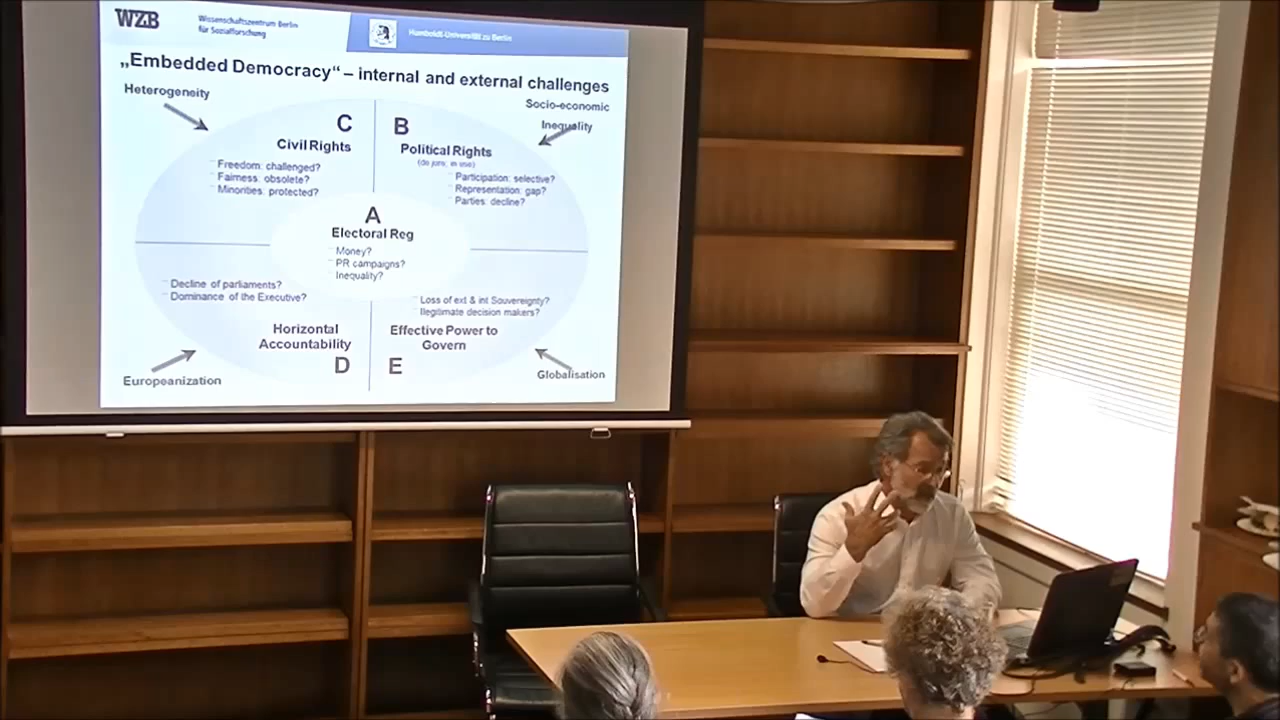 WZB
Wissenschaftszentrum Berlin
für Sozialforschung
Humboldt-Universität zu Berlin
„Embedded Democracy“ – internal and external challenges
Heterogeneity
Socio-economic
Inequality
C
Civil Rights
Freedom: challenged?
Fairness: obsolete?
Minorities: protected?
B
Political Rights
(de jure; in use)
Participation: selective?
Representation: gap?
Parties: decline?
A
Electoral Reg
Money?
PR campaigns?
Inequality?
Decline of parliaments?
Dominance of the Executive?
Horizontal
Accountability
D
Loss of ext & int Souvereignty?
Ilegitimate decision makers?
Effective Power to
Govern
E
Europeanization
Globalisation